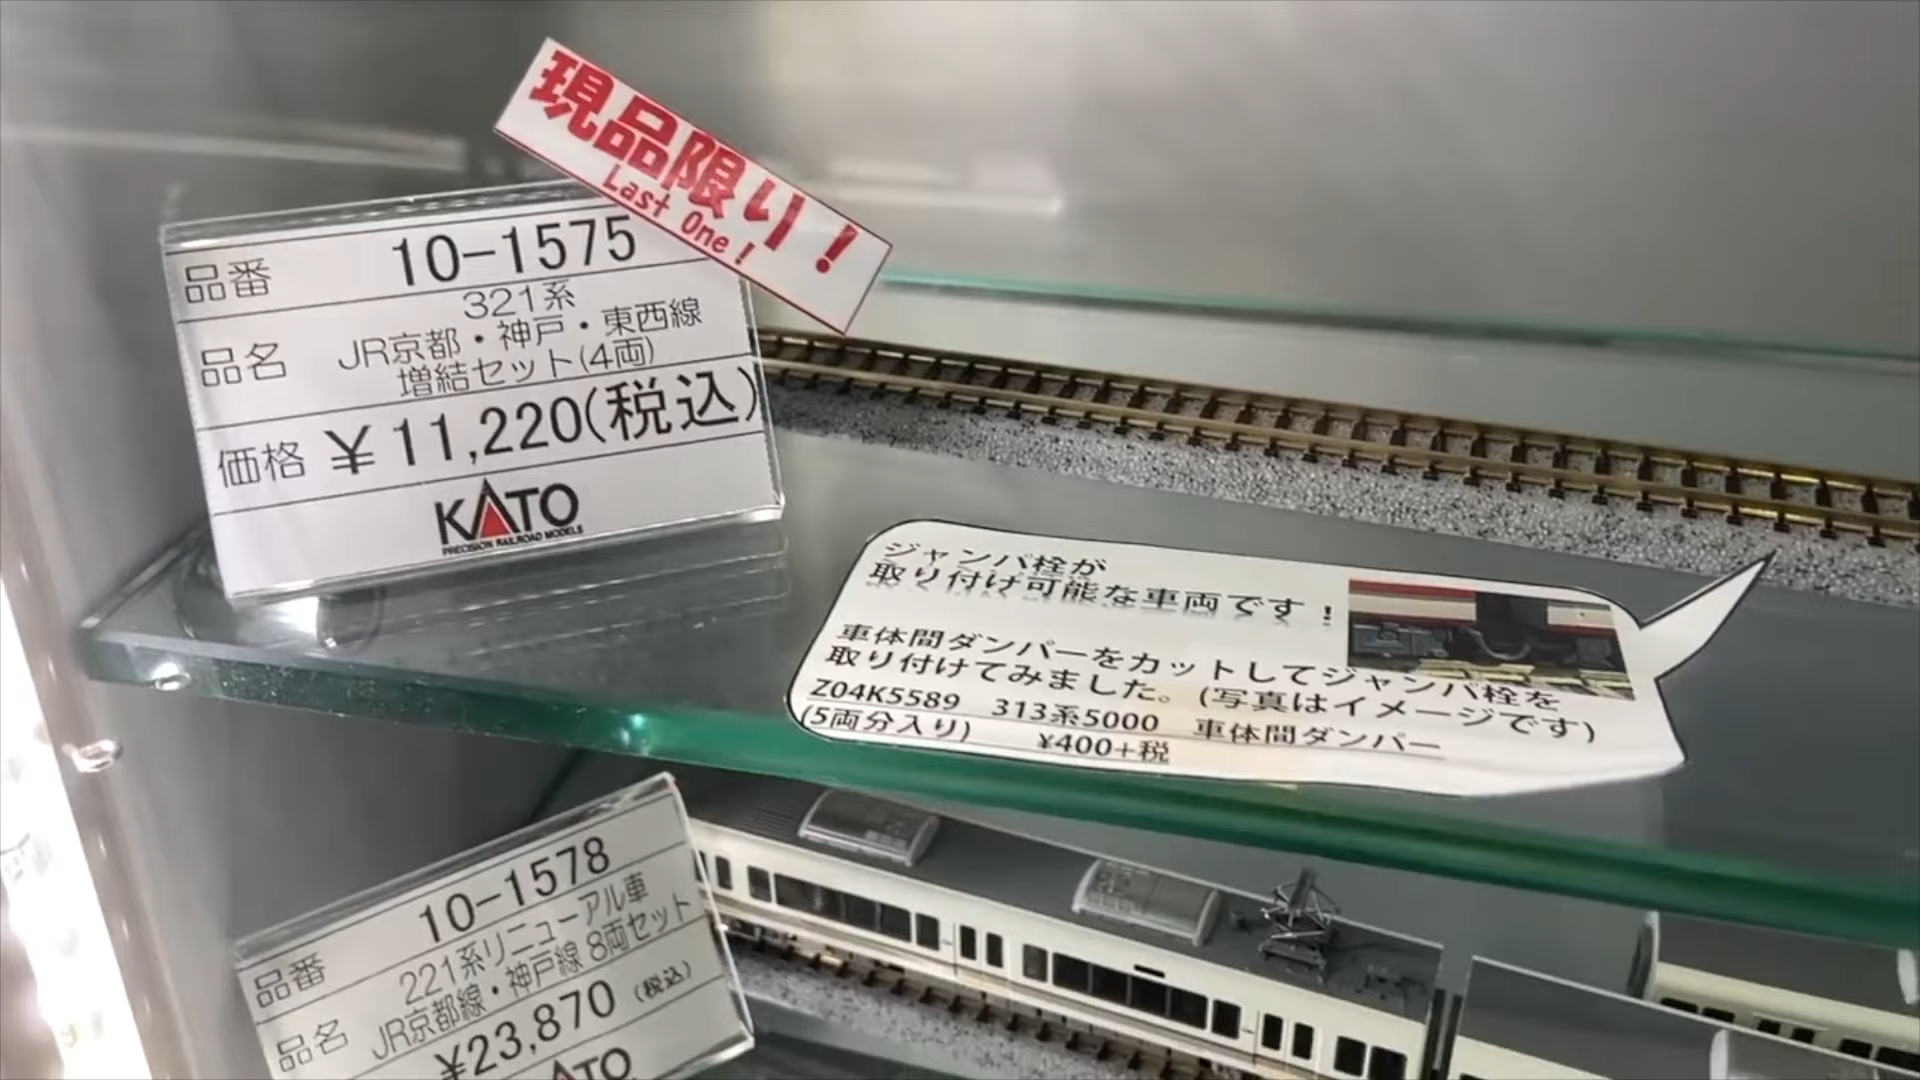 現品限り！
Last One！
品番 10-1575
品名 321系
JR京都・神戸・東西線
増結セット(4両)
価格 ￥11,220(税込)
KATO
PRECISION RAILROAD MODELS
ジャンパ栓が
取り付け可能な車両です！
車体間ダンパーをカットしてジャンパ栓を
取り付けてみました。(写真はイメージです)
Z04K5589 313系5000 車体間ダンパー
(5両分入り) ¥400+税
品番 10-1578
品名 221系リニューアル車
JR京都線・神戸線 8両セット
¥23,870 (税込)
KATO